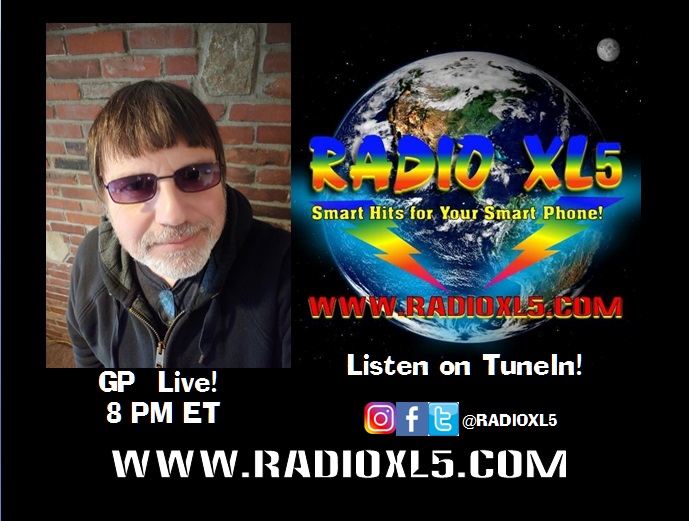 RADIO XL5
Smart Hits for Your Smart Phone!
WWW.RADIOXL5.COM
Listen on TuneIn!
GP Live!
8 PM ET
@RADIOXL5
WWW.RADIOXL5.COM